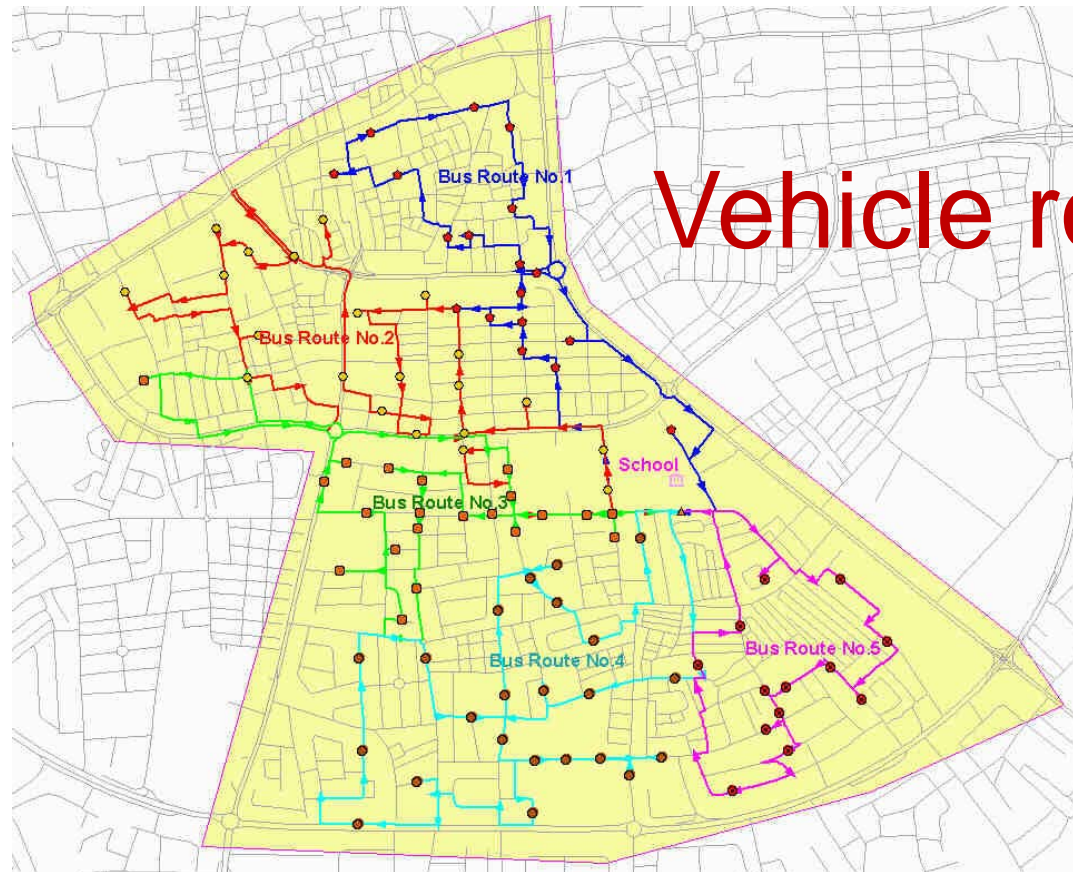 Bus Route No.1
Vehicle
Bus Route No.2
School
Bus Route No.3
Bus Route No.4
Bus Route No.5